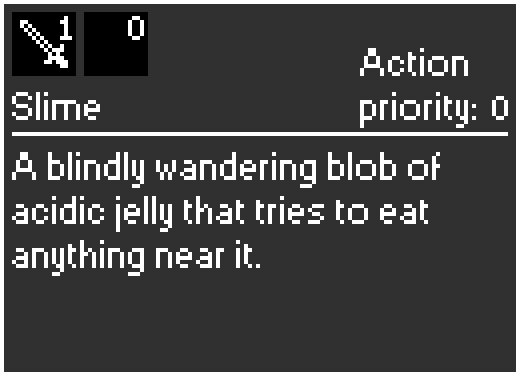 1 0
Action
Slime priority: 0
A blindly wandering blob of
acidic jelly that tries to eat
anything near it.